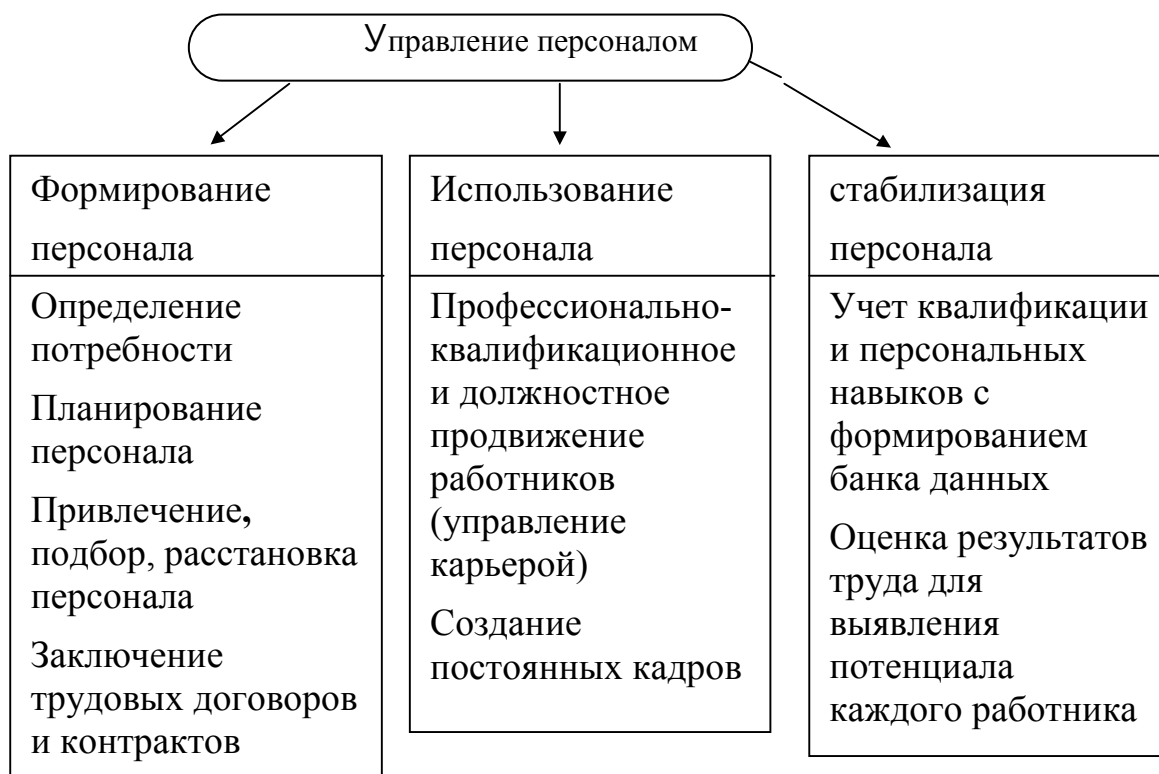 Управление персоналом
Формирование
персонала
Определение
потребности
Планирование
персонала
Привлечение,
подбор, расстановка
персонала
Заключение
трудовых договоров
и контрактов
Использование
персонала
Профессионально-
квалификационное
и должностное
продвижение
работников
(управление
карьерой)
Создание
постоянных кадров
стабилизация
персонала
Учет квалификации
и персональных
навыков с
формированием
банка данных
Оценка результатов
труда для
выявления
потенциала
каждого работника